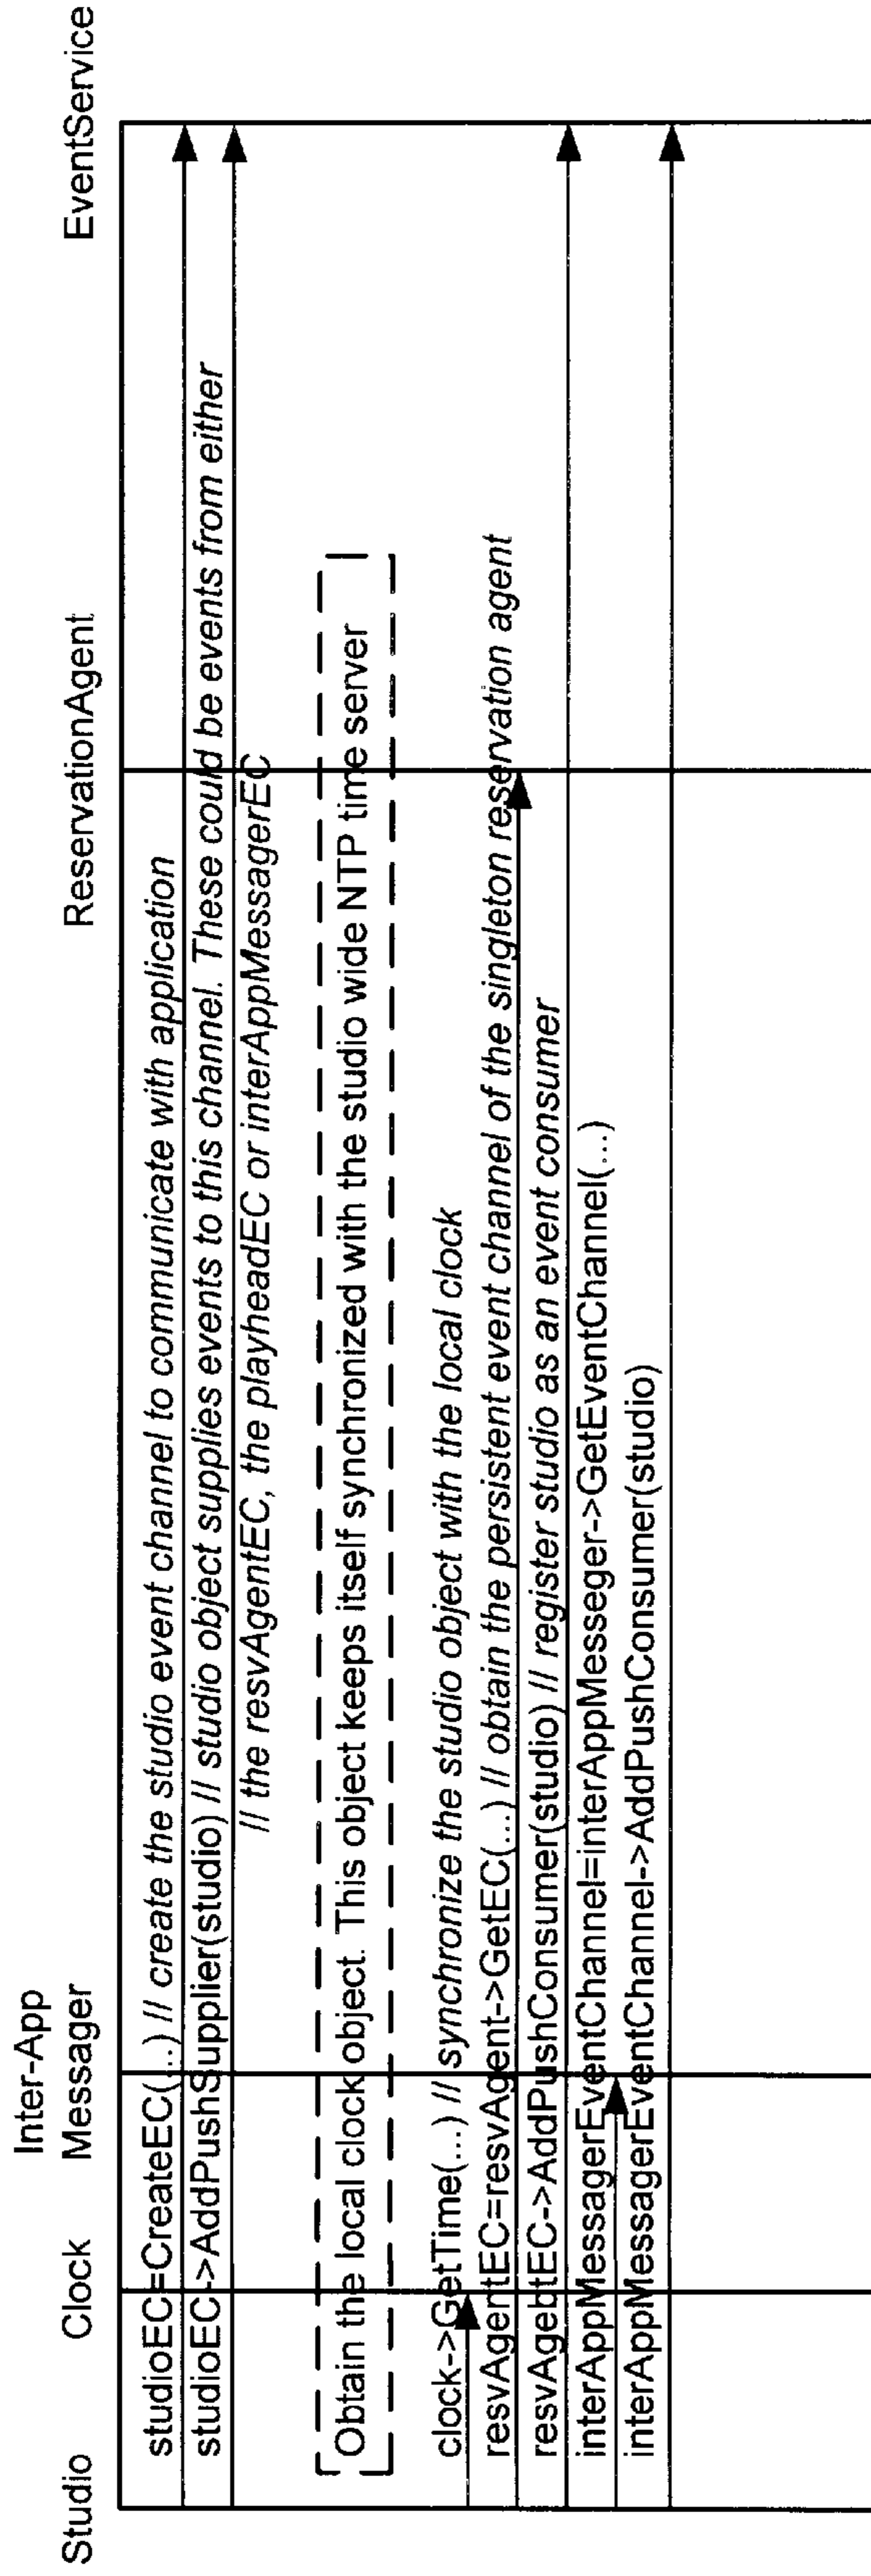 Studio
Clock
Inter-App
Messager
ReservationAgent
EventService
studioEC=CreateEC(...) // create the studio event channel to communicate with application
studioEC->AddPushSupplier(studio) // studio object supplies events to this channel. These could be events from either
// the resvAgentEC, the playheadEC or interAppMessagerEC
Obtain the local clock object. This object keeps itself synchronized with the studio wide NTP time server
clock->GetTime(...) // synchronize the studio object with the local clock
resvAgentEC=resvAgent->GetEC(...) // obtain the persistent event channel of the singleton reservation agent
resvAgebtEC->AddPushConsumer(studio) // register studio as an event consumer
interAppMessagerEventChannel=interAppMesseger->GetEventChannel(...)
interAppMessagerEventChannel->AddPushConsumer(studio)